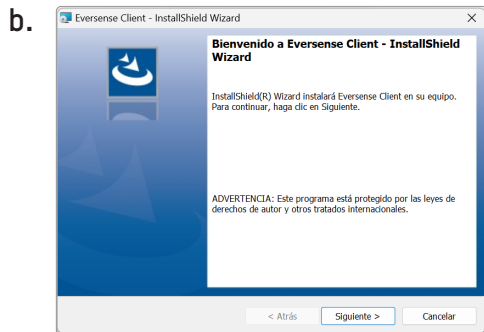 b.
Eversense Client - InstallShield Wizard
Bienvenido a Eversense Client - InstallShield
Wizard
InstallShield(R) Wizard instalará Eversense Client en su equipo.
Para continuar, haga clic en Siguiente.
ADVERTENCIA: Este programa está protegido por las leyes de
derechos de autor y otros tratados internacionales.
< Atrás Siguiente > Cancelar